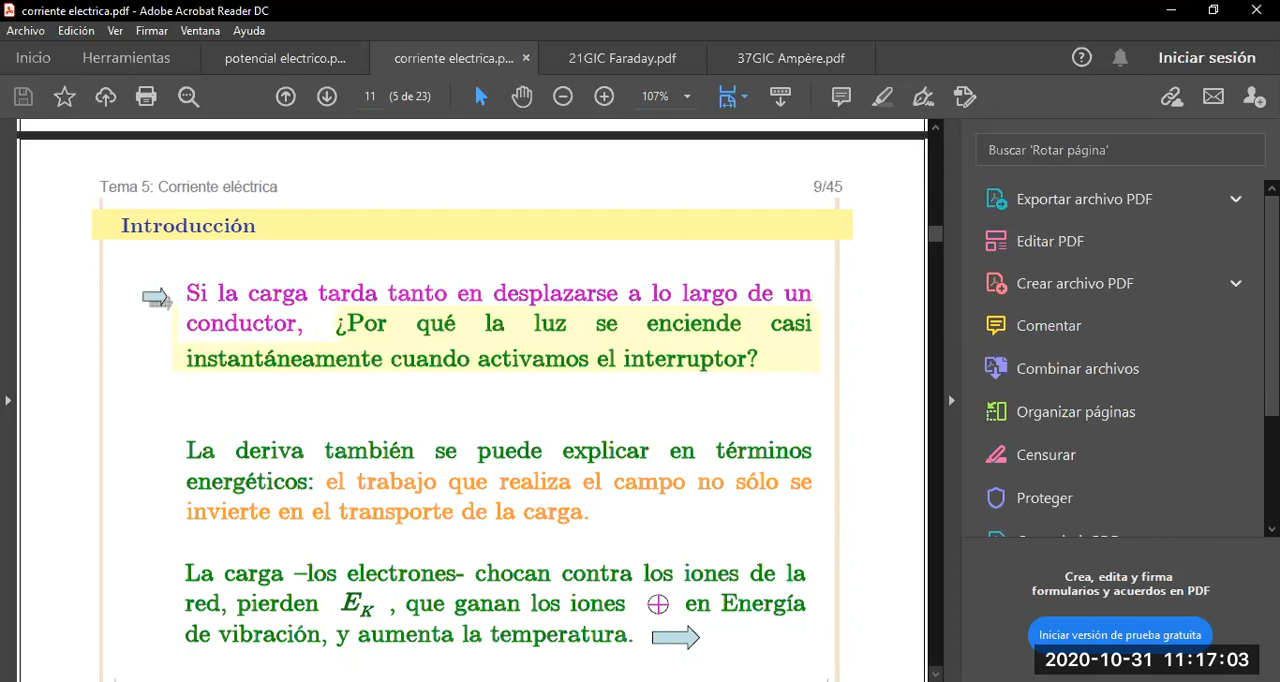 corriente electrica.pdf - Adobe Acrobat Reader DC
Archivo Edición Ver Firmar Ventana Ayuda
Inicio Herramientas potencial electrico.p... corriente electrica.p... × 21GIC Faraday.pdf 37GIC Ampère.pdf Iniciar sesión
11 (5 de 23) 107%
Buscar 'Rotar página'
Tema 5: Corriente eléctrica 9/45
Introducción
Si la carga tarda tanto en desplazarse a lo largo de un
conductor, ¿Por qué la luz se enciende casi
instantáneamente cuando activamos el interruptor?
La deriva también se puede explicar en términos
energéticos: el trabajo que realiza el campo no sólo se
invierte en el transporte de la carga.
La carga –los electrones- chocan contra los iones de la
red, pierden E_K , que ganan los iones ⊕ en Energía
de vibración, y aumenta la temperatura.
Exportar archivo PDF
Editar PDF
Crear archivo PDF
Comentar
Combinar archivos
Organizar páginas
Censurar
Proteger
Crea, edita y firma
formularios y acuerdos en PDF
Iniciar versión de prueba gratuita
2020-10-31 11:17:03